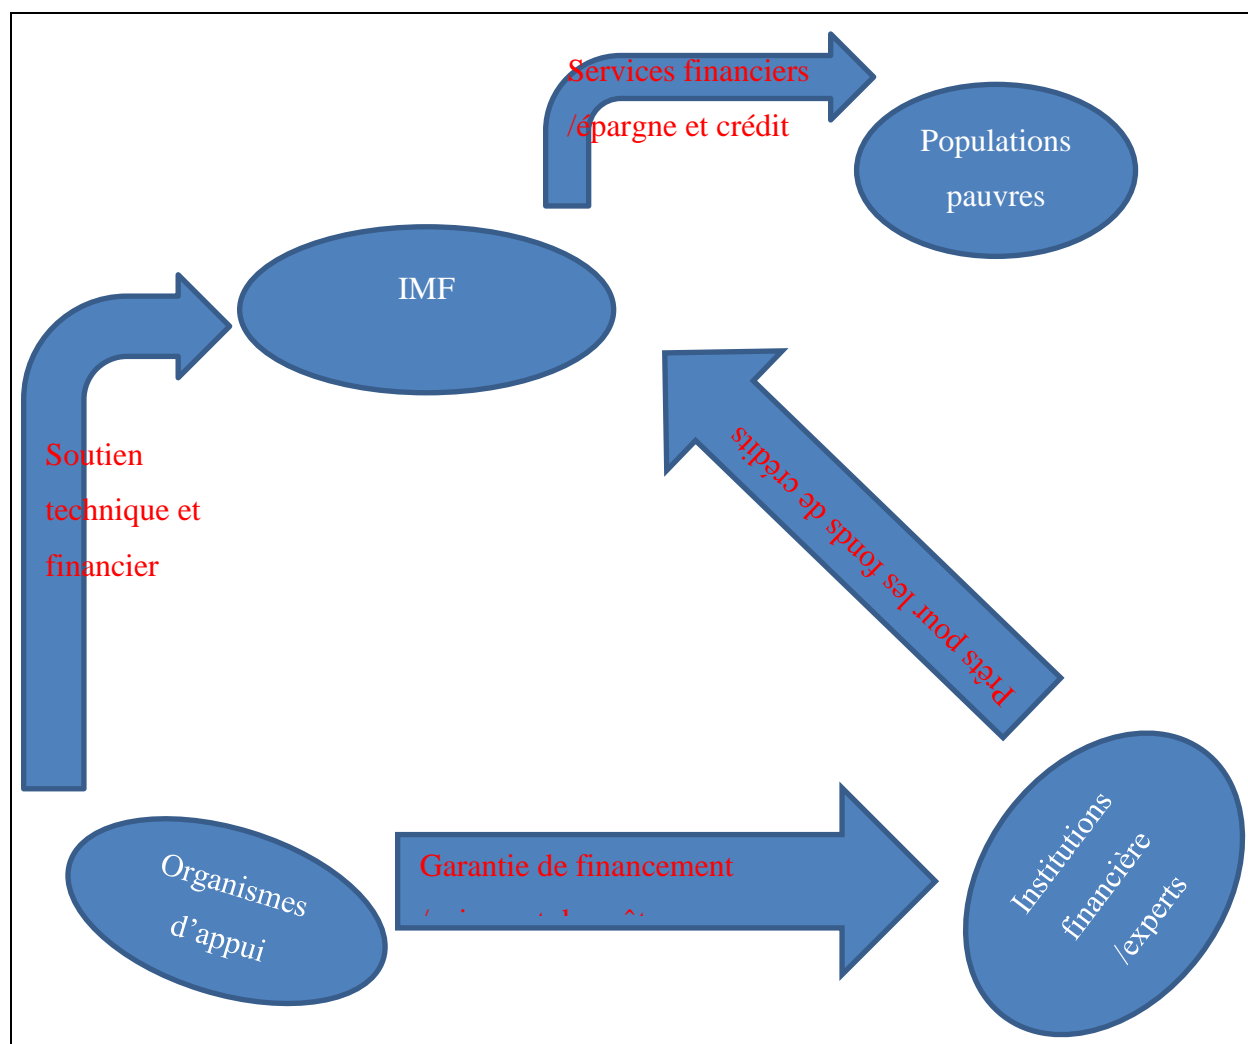 Services financiers
/épargne et crédit
Populations
pauvres
IMF
Soutien
technique et
financier
Prêts pour les fonds de crédits
Garantie de financement
Organismes
d'appui
Institutions
financière
/experts